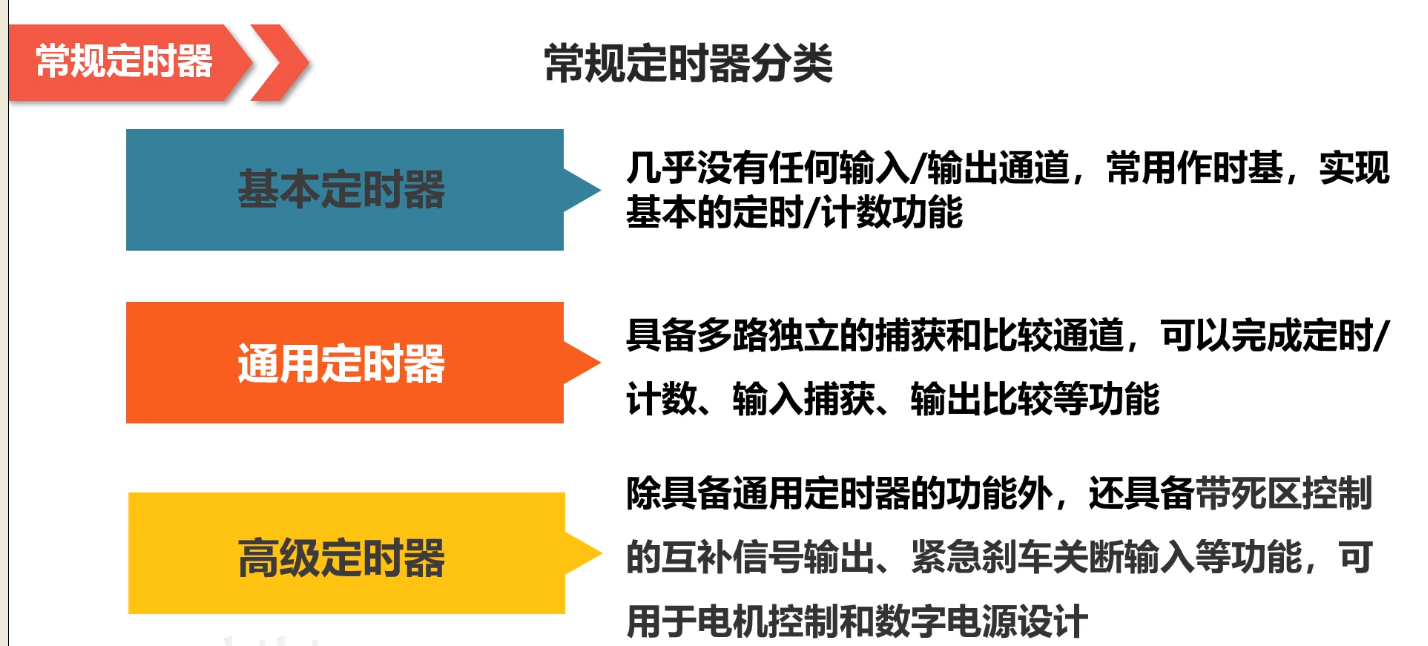 常规定时器
常规定时器分类
基本定时器
几乎没有任何输入/输出通道，常用作时基，实现
基本的定时/计数功能
通用定时器
具备多路独立的捕获和比较通道，可以完成定时/
计数、输入捕获、输出比较等功能
高级定时器
除具备通用定时器的功能外，还具备带死区控制
的互补信号输出、紧急刹车关断输入等功能，可
用于电机控制和数字电源设计